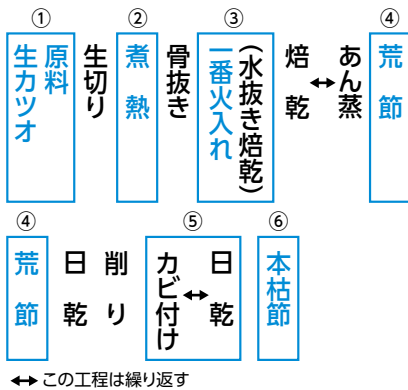 ①
原料
生カツオ
生切り
②
煮熱
骨抜き
③
(水抜き焙乾)
一番火入れ
焙乾
↔
あん蒸
④
荒節
④
荒節
日乾
削り
⑤
カビ付け
↔
日乾
⑥
本枯節
↔この工程は繰り返す